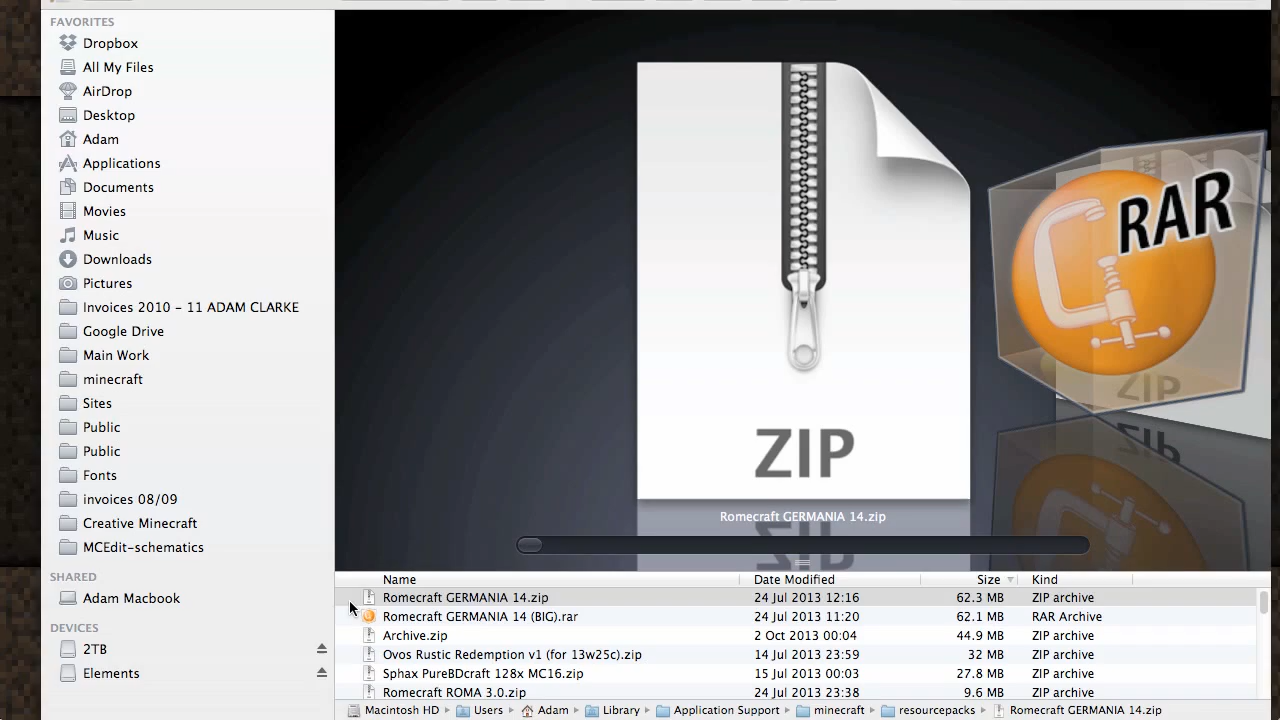 FAVORITES
Dropbox
All My Files
AirDrop
Desktop
Adam
Applications
Documents
Movies
Music
Downloads
Pictures
Invoices 2010 - 11 ADAM CLARKE
Google Drive
Main Work
minecraft
Sites
Public
Public
Fonts
invoices 08/09
Creative Minecraft
MCEdit-schematics
SHARED
Adam Macbook
DEVICES
2TB
Elements
ZIP
RAR
ZIP
Romecraft GERMANIA 14.zip
Name Date Modified Size Kind
Romecraft GERMANIA 14.zip 24 Jul 2013 12:16 62.3 MB ZIP archive
Romecraft GERMANIA 14 (BIG).rar 24 Jul 2013 11:20 62.1 MB RAR Archive
Archive.zip 2 Oct 2013 00:04 44.9 MB ZIP archive
Ovos Rustic Redemption v1 (for 13w25c).zip 14 Jul 2013 23:59 32 MB ZIP archive
Sphax PureBDcraft 128x MC16.zip 15 Jul 2013 00:03 27.8 MB ZIP archive
Romecraft ROMA 3.0.zip 24 Jul 2013 23:38 9.6 MB ZIP archive
Macintosh HD Users Adam Library Application Support minecraft resourcepacks Romecraft GERMANIA 14.zip